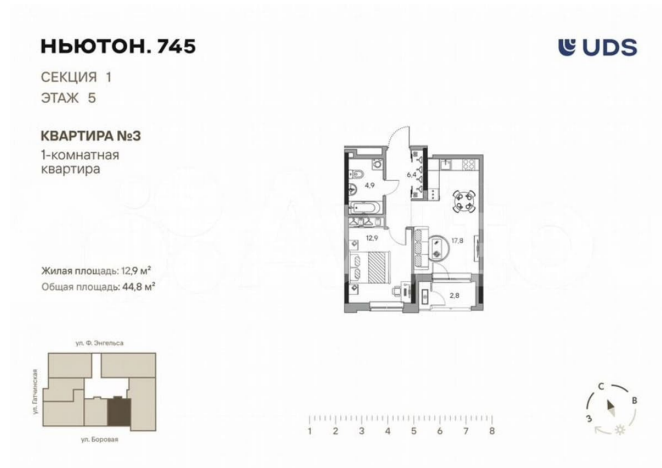 НЬЮТОН. 745
UDS
СЕКЦИЯ 1
ЭТАЖ 5
КВАРТИРА №3
1-комнатная
квартира
6,4
4,9
12,9
17,8
2,8
Жилая площадь: 12,9 м²
Общая площадь: 44,8 м²
ул. Ф. Энгельса
ул. Гатчинская
ул. Боровая
1 2 3 4 5 6 7 8
С
В
З